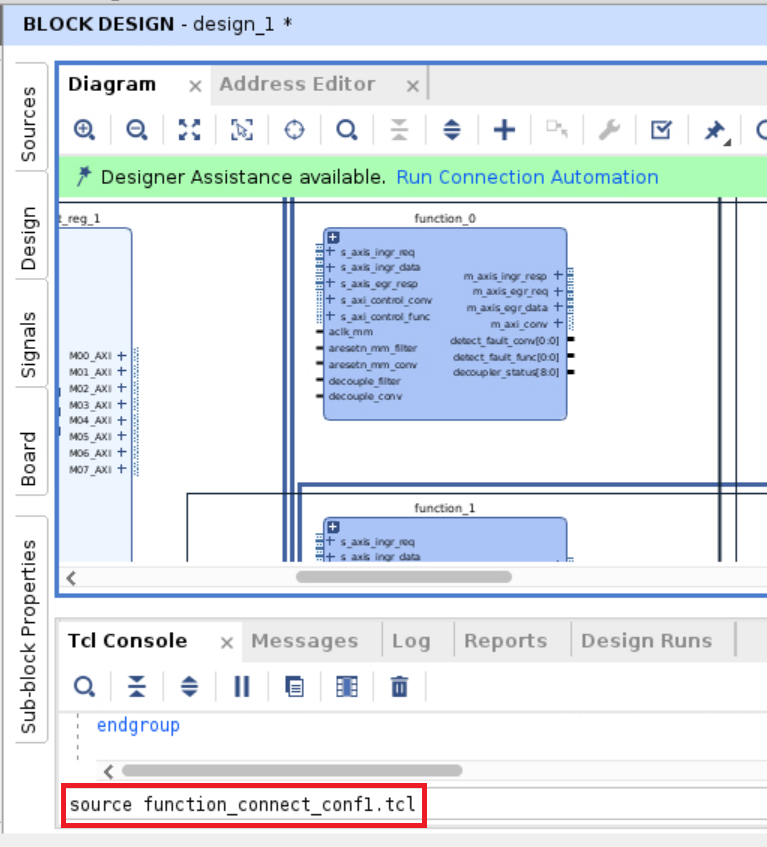 BLOCK DESIGN - design_1 *
Sources
Design
Signals
Board
Sub-block Properties
Diagram × Address Editor ×
Designer Assistance available. Run Connection Automation
t_reg_1
M00_AXI
M01_AXI
M02_AXI
M03_AXI
M04_AXI
M05_AXI
M06_AXI
M07_AXI
function_0
s_axis_ingr_req
s_axis_ingr_data
s_axis_egr_resp
s_axi_control_conv
s_axi_control_func
aclk_mm
aresetn_mm_filter
aresetn_mm_conv
decouple_filter
decouple_conv
m_axis_ingr_resp
m_axis_egr_req
m_axis_egr_data
m_axi_conv
detect_fault_conv[0:0]
detect_fault_func[0:0]
decoupler_status[8:0]
function_1
s_axis_ingr_req
s_axis_ingr_data
Tcl Console × Messages Log Reports Design Runs
endgroup
source function_connect_conf1.tcl